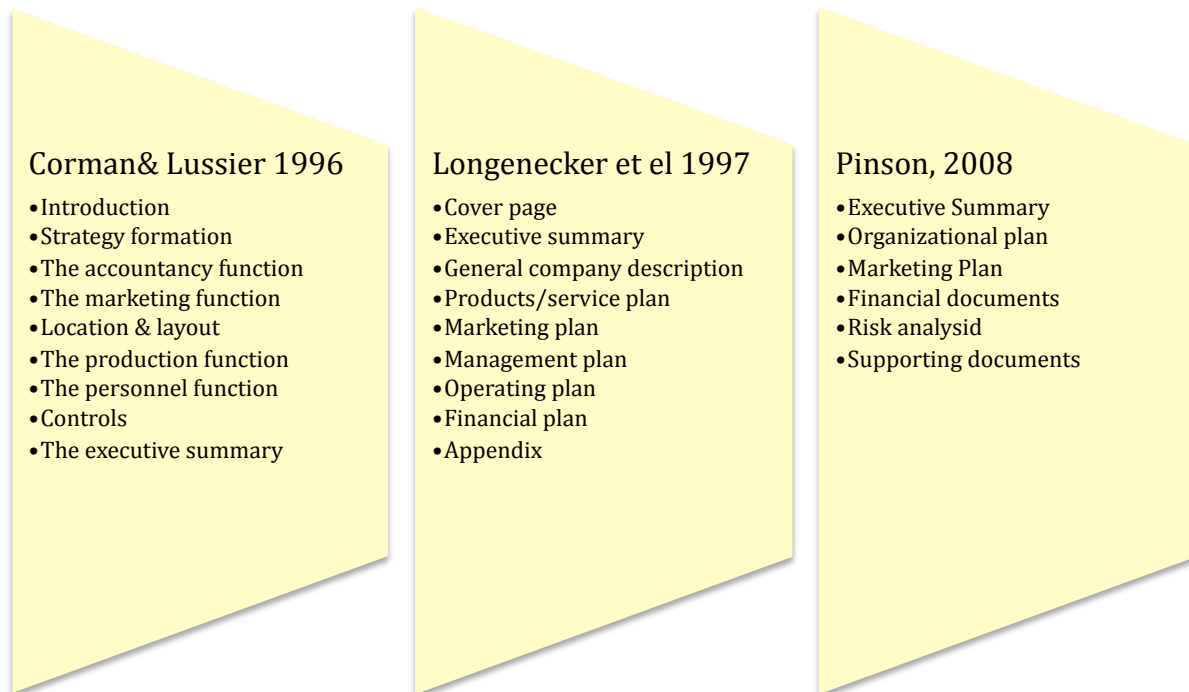 Corman& Lussier 1996
•Introduction
•Strategy formation
•The accountancy function
•The marketing function
•Location & layout
•The production function
•The personnel function
•Controls
•The executive summary
Longenecker et el 1997
•Cover page
•Executive summary
•General company description
•Products/service plan
•Marketing plan
•Management plan
•Operating plan
•Financial plan
•Appendix
Pinson, 2008
•Executive Summary
•Organizational plan
•Marketing Plan
•Financial documents
•Risk analysid
•Supporting documents